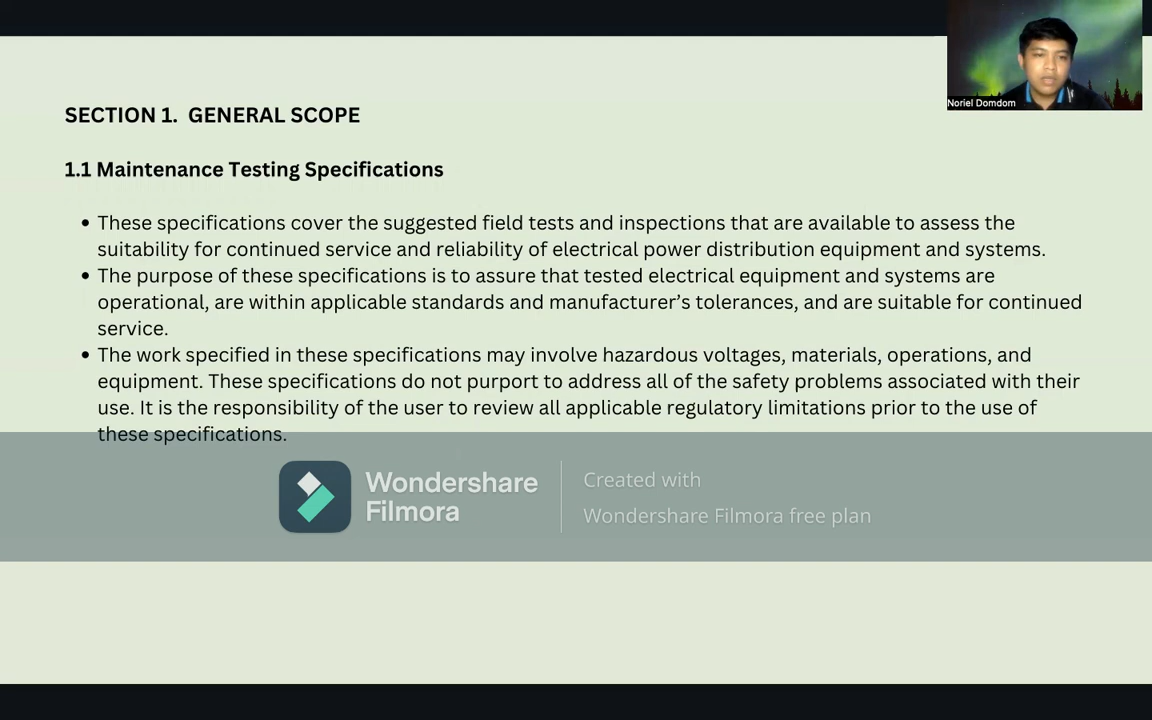 Noriel Domdom
SECTION 1.  GENERAL SCOPE
1.1 Maintenance Testing Specifications
• These specifications cover the suggested field tests and inspections that are available to assess the
suitability for continued service and reliability of electrical power distribution equipment and systems.
• The purpose of these specifications is to assure that tested electrical equipment and systems are
operational, are within applicable standards and manufacturer’s tolerances, and are suitable for continued
service.
• The work specified in these specifications may involve hazardous voltages, materials, operations, and
equipment. These specifications do not purport to address all of the safety problems associated with their
use. It is the responsibility of the user to review all applicable regulatory limitations prior to the use of
these specifications.
Wondershare
Filmora
Created with
Wondershare Filmora free plan